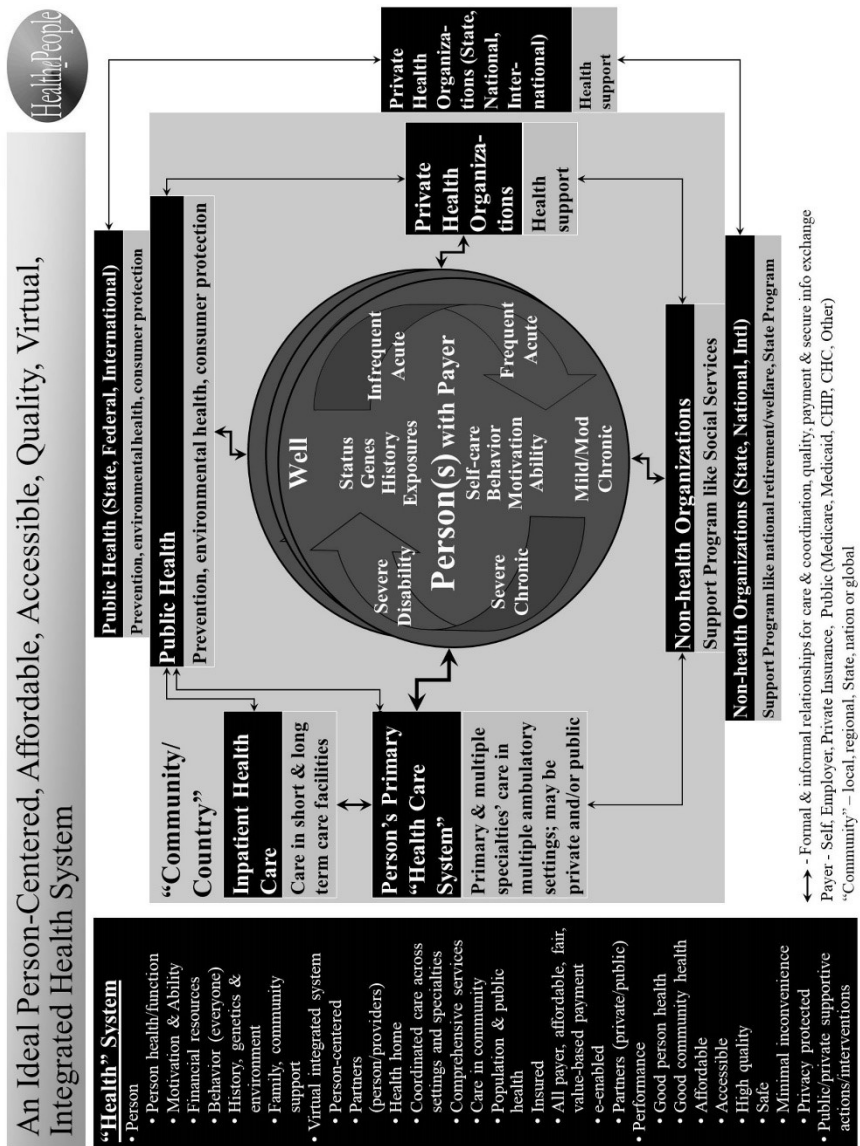 An Ideal Person-Centered, Affordable, Accessible, Quality, Virtual,
Integrated Health System
HealthePeople
"Health" System
• Person
• Person health/function
• Motivation & Ability
• Financial resources
• Behavior (everyone)
• History, genetics &
environment
• Family, community
support
• Virtual integrated system
• Person-centered
• Partners
(person/providers)
• Health home
• Coordinated care across
settings and specialties
• Comprehensive services
• Care in community
• Population & public
health
• Insured
• All payer, affordable, fair,
value-based payment
• e-enabled
• Partners (private/public)
• Performance
• Good person health
• Good community health
• Affordable
• Accessible
• High quality
• Safe
• Minimal inconvenience
• Privacy protected
• Public/private supportive
actions/interventions
"Community/
Country"
Inpatient Health
Care
Care in short & long
term care facilities
Person's Primary
"Health Care
System"
Primary & multiple
specialties' care in
multiple ambulatory
settings; may be
private and/or public
Public Health (State, Federal, International)
Prevention, environmental health, consumer protection
Public Health
Prevention, environmental health, consumer protection
Well
Infrequent
Acute
Frequent
Acute
Mild/Mod
Chronic
Severe
Chronic
Severe
Disability
Status
Genes
History
Exposures
Person(s) with Payer
Self-care
Behavior
Motivation
Ability
Private
Health
Organiza-
tions
Health
support
Private
Health
Organiza-
tions (State,
National,
Inter-
national)
Health
support
Non-health Organizations
Support Program like Social Services
Non-health Organizations (State, National, Intl)
Support Program like national retirement/welfare, State Program
↔ - Formal & informal relationships for care & coordination, quality, payment & secure info exchange
Payer - Self, Employer, Private Insurance, Public (Medicare, Medicaid, CHIP, CHC, Other)
"Community" – local, regional, State, nation or global